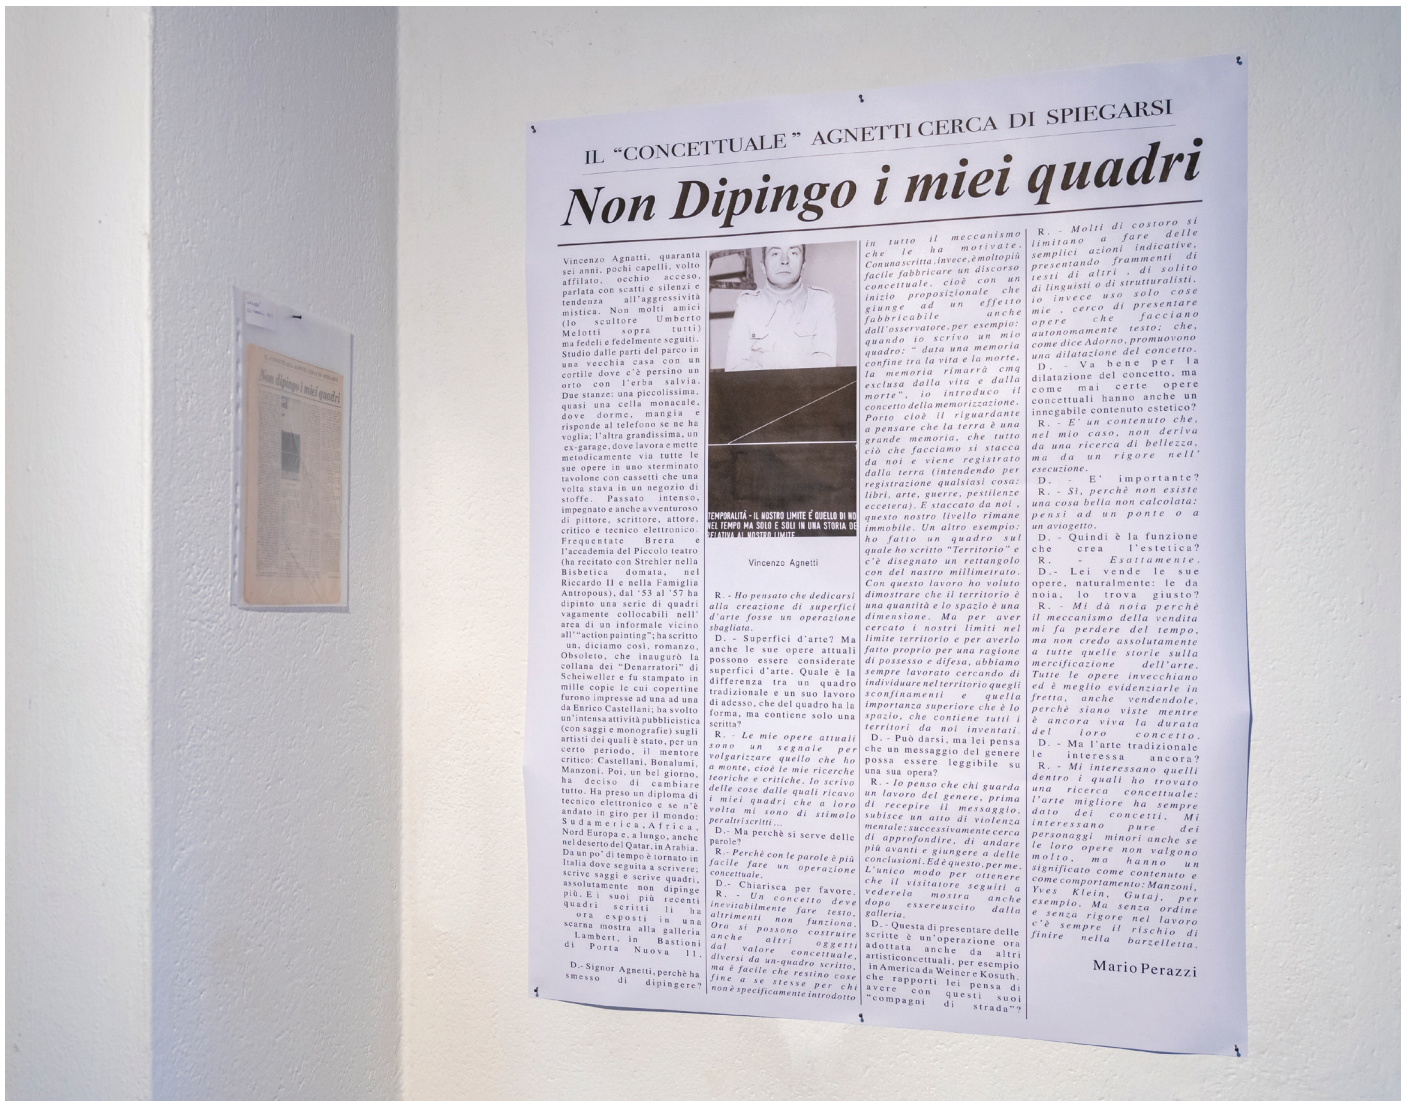 Non dipingo i miei quadri
IL “CONCETTUALE ” AGNETTI CERCA DI SPIEGARSI
Non Dipingo i miei quadri
Vincenzo Agnatti, quaranta
sei anni, pochi capelli, volto
affilato, occhio acceso,
parlata con scatti e silenzi e
tendenza all'aggressività
mistica. Non molti amici
(lo scultore Umberto
Melotti sopra tutti)
ma fedeli e fedelmente seguiti.
Studio dalle parti del parco in
una vecchia casa con un
cortile dove c'è persino un
orto con l'erba salvia.
Due stanze: una piccolissima,
quasi una cella monacale,
dove dorme, mangia e
risponde al telefono se ne ha
voglia; l'altra grandissima, un
ex-garage, dove lavora e mette
metodicamente via tutte le
sue opere in uno sterminato
tavolone con cassetti che una
volta stava in un negozio di
stoffe. Passato intenso,
impegnato e anche avventuroso
di pittore, scrittore, attore,
critico e tecnico elettronico.
Frequentate Brera e
l'accademia del Piccolo teatro
(ha recitato con Strehler nella
Bisbetica domata, nel
Riccardo II e nella Famiglia
Antropous), dal '53 al '57 ha
dipinto una serie di quadri
vagamente collocabili nell'
area di un informale vicino
all'“action painting”; ha scritto
un, diciamo così, romanzo,
Obsoleto, che inaugurò la
collana dei “Denarratori” di
Scheiweller e fu stampato in
mille copie le cui copertine
furono impresse ad una ad una
da Enrico Castellani; ha svolto
un'intensa attività pubblicistica
(con saggi e monografie) sugli
artisti dei quali è stato, per un
certo periodo, il mentore
critico: Castellani, Bonalumi,
Manzoni. Poi, un bel giorno,
ha deciso di cambiare
tutto. Ha preso un diploma di
tecnico elettronico e se n'è
andato in giro per il mondo:
Sudamerica, Africa,
Nord Europa e, a lungo, anche
nel deserto del Qatar, in Arabia.
Da un po' di tempo è tornato in
Italia dove seguita a scrivere;
scrive saggi e scrive quadri,
assolutamente non dipinge
più. E i suoi più recenti
quadri scritti li ha
ora esposti in una
scarna mostra alla galleria
Lambert, in Bastioni
di Porta Nuova 11.
D.- Signor Agnetti, perchè ha
smesso di dipingere?
TEMPORALITÀ - IL NOSTRO LIMITE È QUELLO DI NO
NEL TEMPO MA SOLO E SOLI IN UNA STORIA DE
RELATIVA AL NOSTRO LIMITE
Vincenzo Agnetti
R. - Ho pensato che dedicarsi
alla creazione di superfici
d'arte fosse un operazione
sbagliata.
D. - Superfici d'arte? Ma
anche le sue opere attuali
possono essere considerate
superfici d'arte. Quale è la
differenza tra un quadro
tradizionale e un suo lavoro
di adesso, che del quadro ha la
forma, ma contiene solo una
scritta?
R. - Le mie opere attuali
sono un segnale per
volgarizzare quello che ho
a monte, cioè le mie ricerche
teoriche e critiche. Io scrivo
delle cose dalle quali ricavo
i miei quadri che a loro
volta mi sono di stimolo
peraltriscritti...
D.- Ma perchè si serve delle
parole?
R.- Perchè con le parole è più
facile fare un operazione
concettuale.
D.- Chiarisca per favore.
R. - Un concetto deve
inevitabilmente fare testo,
altrimenti non funziona.
Ora si possono costruire
anche altri oggetti
dal valore concettuale,
diversi da un-quadro scritto,
ma è facile che restino cose
fine a se stesse per chi
non è specificamente introdotto
in tutto il meccanismo
che le ha motivate.
Con una scritta, invece, è molto più
facile fabbricare un discorso
concettuale, cioè con un
inizio proposizionale che
giunge ad un effetto
fabbricabile anche
dall'osservatore, per esempio:
quando io scrivo un mio
quadro: “ data una memoria
confine tra la vita e la morte,
la memoria rimarrà cmq
esclusa dalla vita e dalla
morte”, io introduco il
concetto della memorizzazione.
Porto cioè il riguardante
a pensare che la terra è una
grande memoria, che tutto
ciò che facciamo si stacca
da noi e viene registrato
dalla terra (intendendo per
registrazione qualsiasi cosa:
libri, arte, guerre, pestilenze
eccetera). E staccato da noi ,
questo nostro livello rimane
immobile. Un altro esempio:
ho fatto un quadro sul
quale ho scritto “Territorio” e
c'è disegnato un rettangolo
con del nastro millimetrato.
Con questo lavoro ho voluto
dimostrare che il territorio è
una quantità e lo spazio è una
dimensione. Ma per aver
cercato i nostri limiti nel
limite territorio e per averlo
fatto proprio per una ragione
di possesso e difesa, abbiamo
sempre lavorato cercando di
individuare nel territorio quegli
sconfinamenti e quella
importanza superiore che è lo
spazio, che contiene tutti i
territori da noi inventati.
D. - Può darsi, ma lei pensa
che un messaggio del genere
possa essere leggibile su
una sua opera?
R. - Io penso che chi guarda
un lavoro del genere, prima
di recepire il messaggio,
subisce un atto di violenza
mentale; successivamente cerca
di approfondire, di andare
più avanti e giungere a delle
conclusioni. Ed è questo, per me,
L'unico modo per ottenere
che il visitatore seguiti a
vederela mostra anche
dopo essereuscito dalla
galleria.
D. - Questa di presentare delle
scritte è un'operazione ora
adottata anche da altri
artisticoncettuali, per esempio
in America da Weiner e Kosuth,
che rapporti lei pensa di
avere con questi suoi
“compagni di strada”?
R. - Molti di costoro si
limitano a fare delle
semplici azioni indicative,
presentando frammenti di
testi di altri , di solito
di linguisti o di strutturalisti.
io invece uso solo cose
mie , cerco di presentare
opere che facciano
autonomamente testo; che,
come dice Adorno, promuovono
una dilatazione del concetto.
D. - Va bene per la
dilatazione del concetto, ma
come mai certe opere
concettuali hanno anche un
innegabile contenuto estetico?
R. - E' un contenuto che,
nel mio caso, non deriva
da una ricerca di bellezza,
ma da un rigore nell'
esecuzione.
D. - E' importante?
R. - Sì, perchè non esiste
una cosa bella non calcolata:
pensi ad un ponte o a
un aviogetto.
D. - Quindi è la funzione
che crea l'estetica?
R. - Esattamente.
D.- Lei vende le sue
opere, naturalmente: le da
noia, lo trova giusto?
R. - Mi dà noia perchè
il meccanismo della vendita
mi fa perdere del tempo,
ma non credo assolutamente
a tutte quelle storie sulla
mercificazione dell'arte.
Tutte le opere invecchiano
ed è meglio evidenziarle in
fretta, anche vendendole,
perchè siano viste mentre
è ancora viva la durata
del loro concetto.
D. - Ma l'arte tradizionale
le interessa ancora?
R. - Mi interessano quelli
dentro i quali ho trovato
una ricerca concettuale:
l'arte migliore ha sempre
dato dei concetti. Mi
interessano pure dei
personaggi minori anche se
le loro opere non valgono
molto, ma hanno un
significato come contenuto e
come comportamento: Manzoni,
Yves Klein, Gutaj, per
esempio. Ma senza ordine
e senza rigore nel lavoro
c'è sempre il rischio di
finire nella barzelletta.
Mario Perazzi